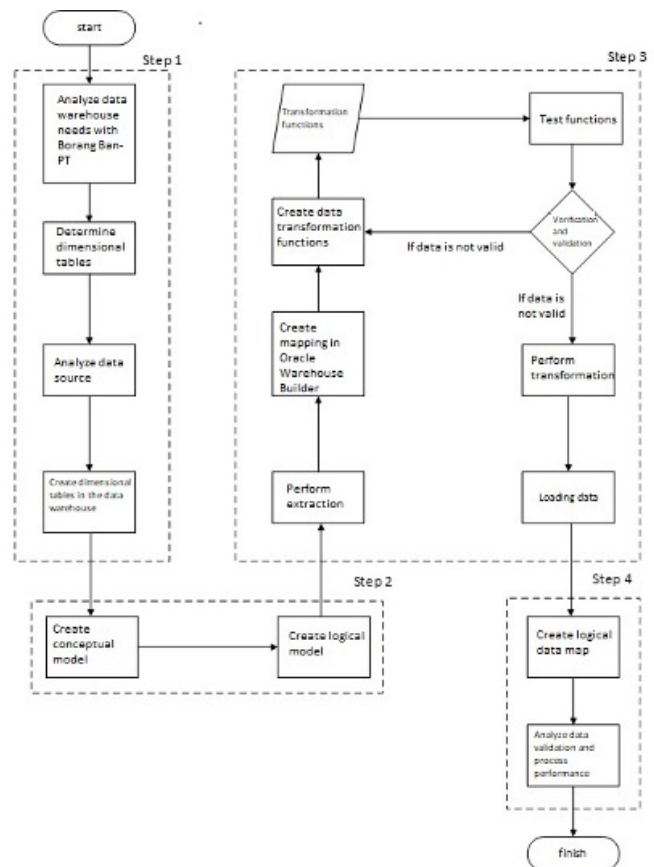 start
Step 1
Analyze data
warehouse
needs with
Borang Ban-
PT
Determine
dimensional
tables
Analyze data
source
Create dimensional
tables in the data
warehouse
Step 2
Create
conceptual
model
Create logical
model
Step 3
Perform
extraction
Create
mapping in
Oracle
Warehouse
Builder
Create data
transformation
functions
Transformation
functions
Test functions
Verification
and
validation
If data is not valid
If data is
not valid
Perform
transformation
Loading data
Step 4
Create logical
data map
Analyze data
validation and
process
performance
finish